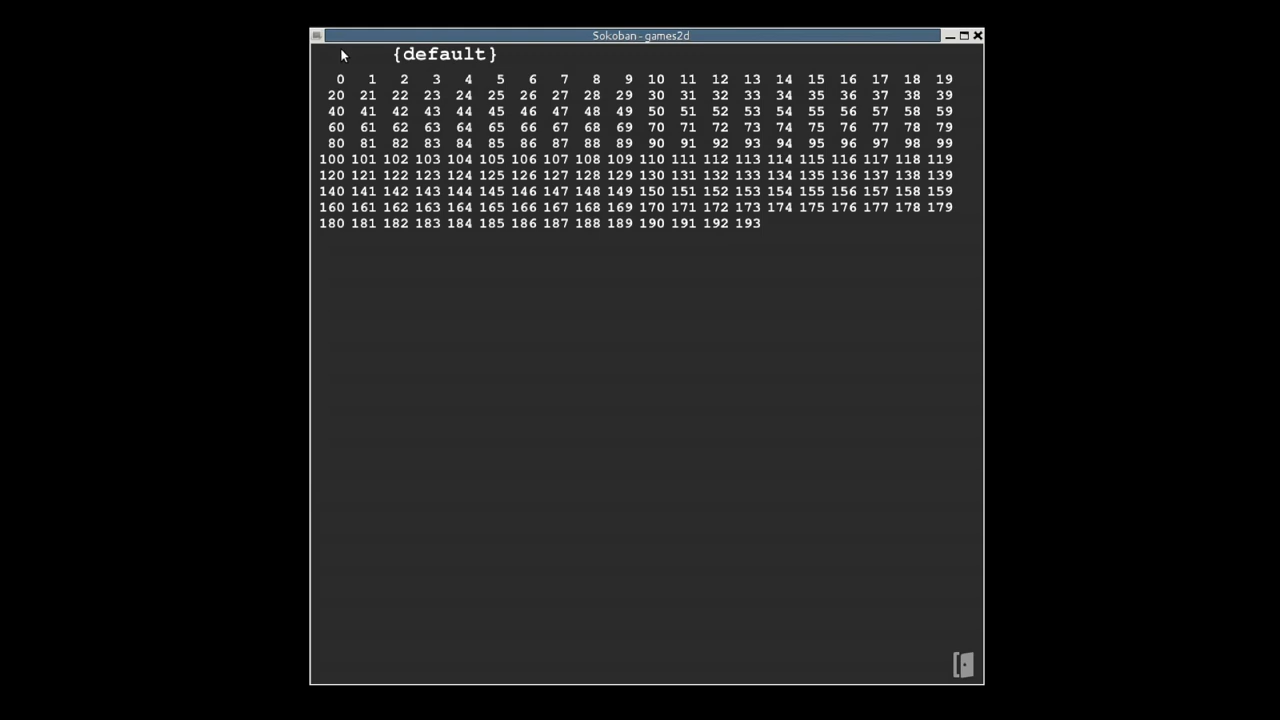 Sokoban - games2d
{default}
0 1 2 3 4 5 6 7 8 9 10 11 12 13 14 15 16 17 18 19
20 21 22 23 24 25 26 27 28 29 30 31 32 33 34 35 36 37 38 39
40 41 42 43 44 45 46 47 48 49 50 51 52 53 54 55 56 57 58 59
60 61 62 63 64 65 66 67 68 69 70 71 72 73 74 75 76 77 78 79
80 81 82 83 84 85 86 87 88 89 90 91 92 93 94 95 96 97 98 99
100 101 102 103 104 105 106 107 108 109 110 111 112 113 114 115 116 117 118 119
120 121 122 123 124 125 126 127 128 129 130 131 132 133 134 135 136 137 138 139
140 141 142 143 144 145 146 147 148 149 150 151 152 153 154 155 156 157 158 159
160 161 162 163 164 165 166 167 168 169 170 171 172 173 174 175 176 177 178 179
180 181 182 183 184 185 186 187 188 189 190 191 192 193